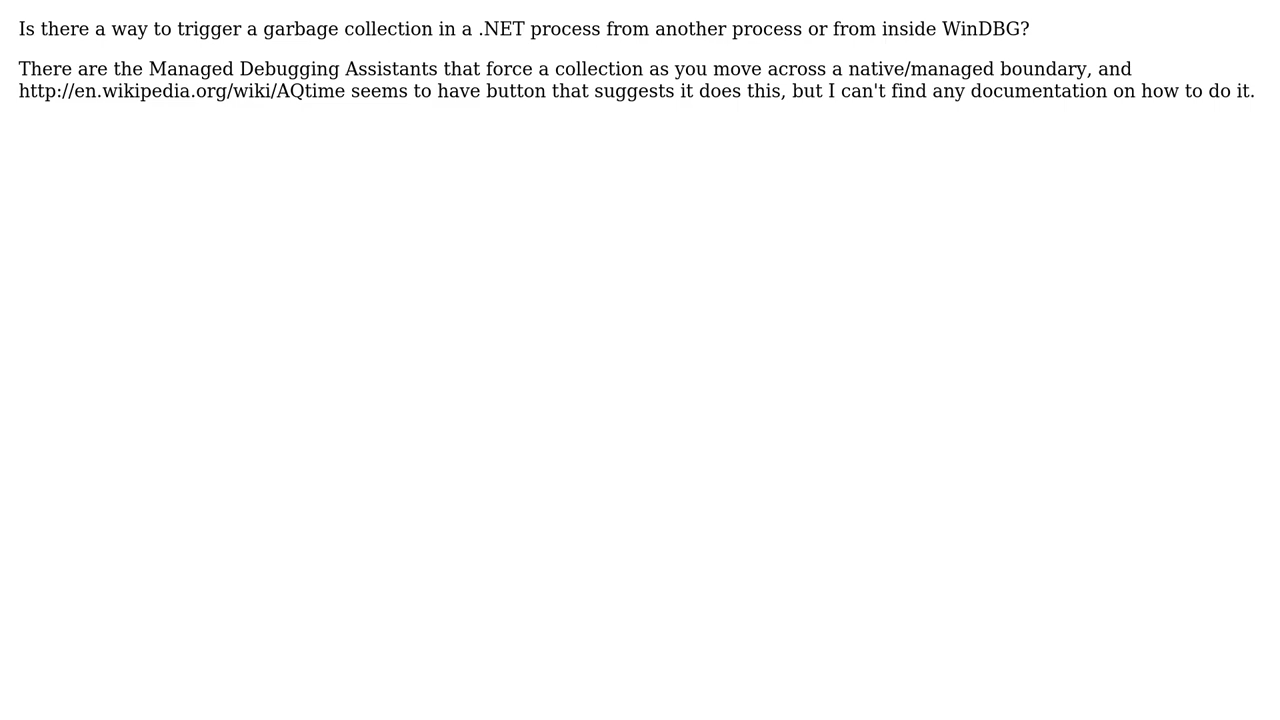 Is there a way to trigger a garbage collection in a .NET process from another process or from inside WinDBG?
There are the Managed Debugging Assistants that force a collection as you move across a native/managed boundary, and
http://en.wikipedia.org/wiki/AQtime seems to have button that suggests it does this, but I can't find any documentation on how to do it.